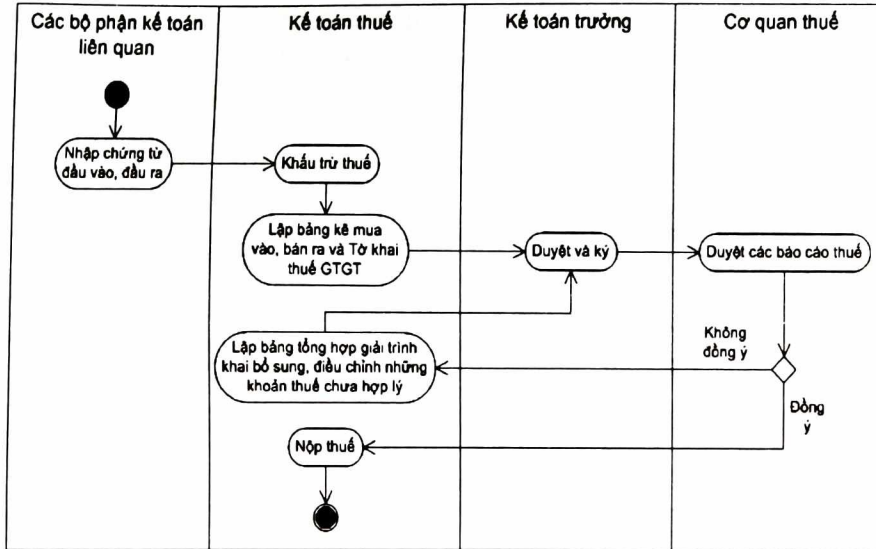 Các bộ phận kế toán
liên quan
Kế toán thuế
Kế toán trưởng
Cơ quan thuế
Nhập chứng từ
đầu vào, đầu ra
Khấu trừ thuế
Lập bảng kê mua
vào, bán ra và Tờ khai
thuế GTGT
Duyệt và ký
Duyệt các báo cáo thuế
Lập bảng tổng hợp giải trình
khai bổ sung, điều chỉnh những
khoản thuế chưa hợp lý
Không
đồng ý
Đồng
ý
Nộp thuế